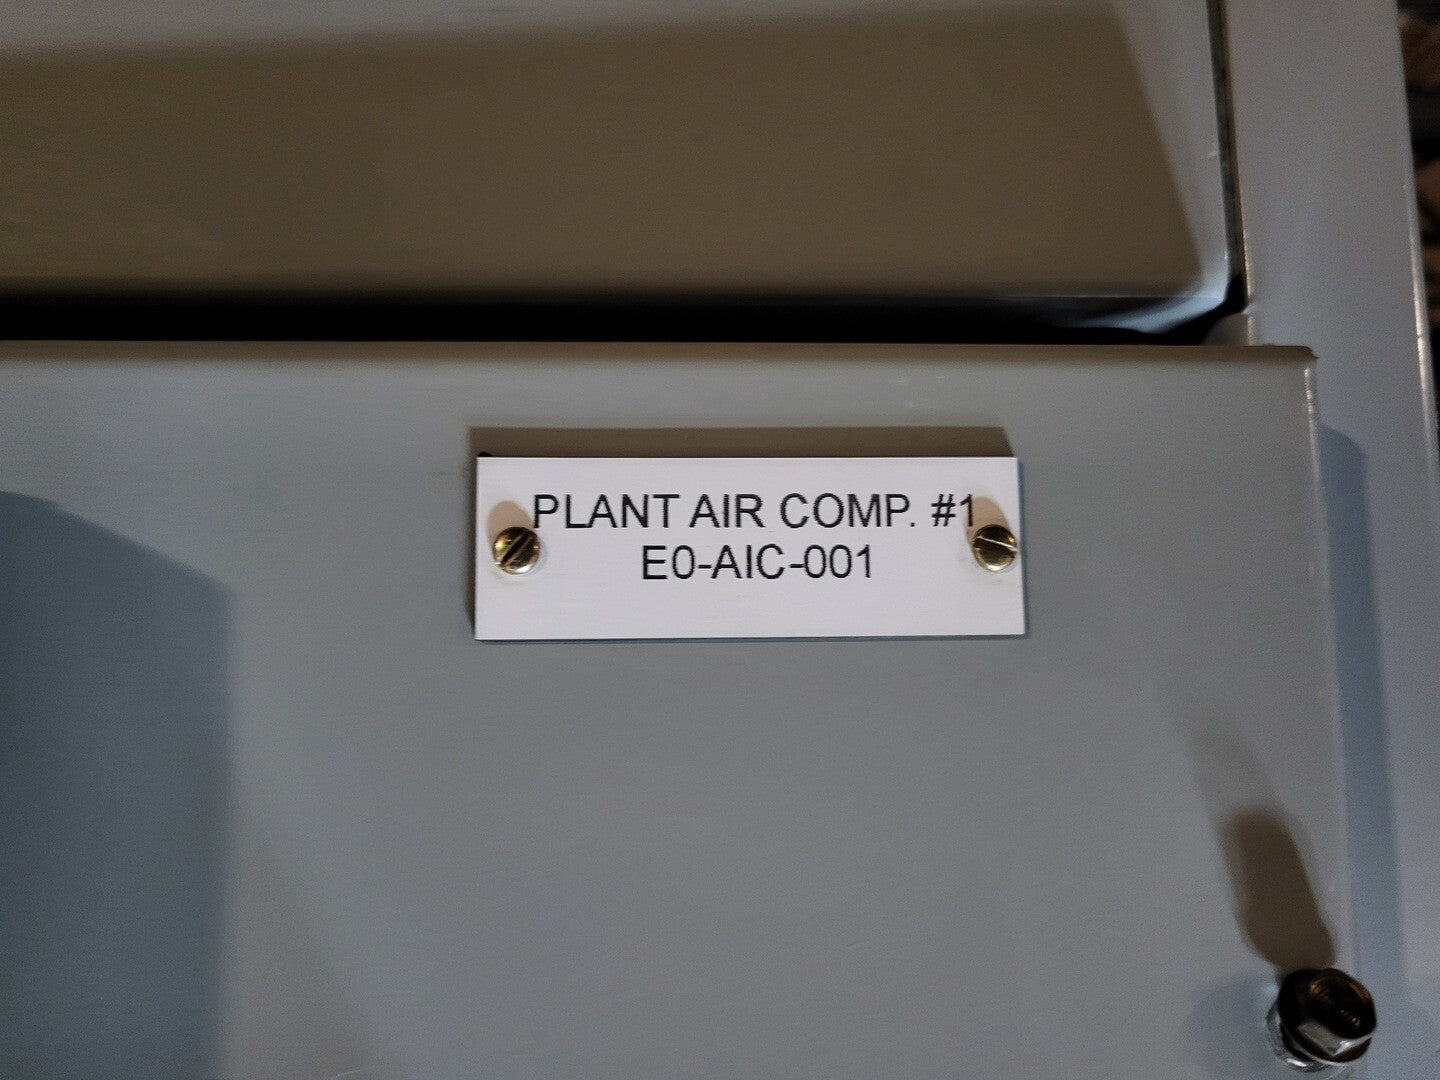 PLANT AIR COMP. #1
E0-AIC-001